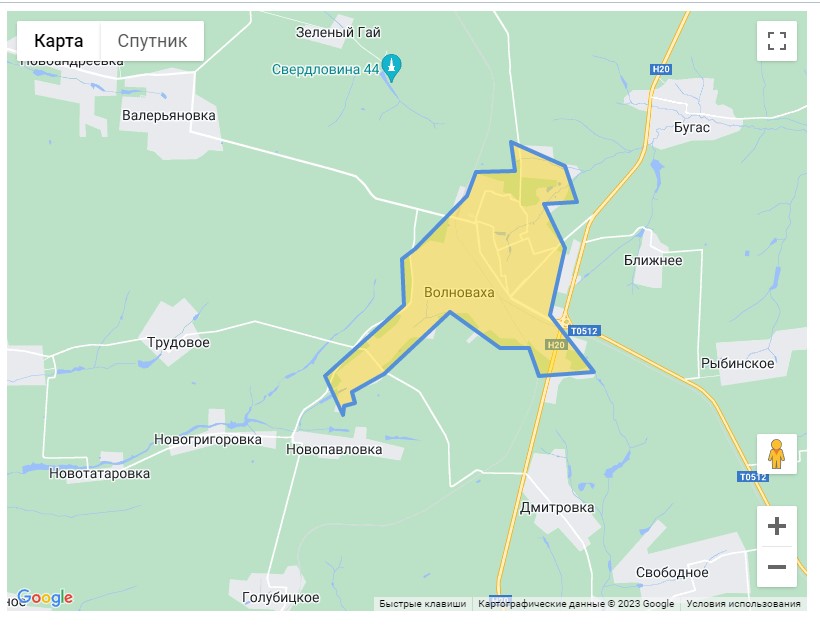 Карта
Спутник
Зеленый Гай
Новоандреевка
Свердловина 44
H20
Валерьяновка
Бугас
Ближнее
Волноваха
T0512
H20
Трудовое
Рыбинское
Новогригоровка
Новопавловка
Новотатаровка
T0512
Дмитровка
Свободное
Голубицкое
ное
Google
Быстрые клавиши
Картографические данные © 2023 Google
Условия использования